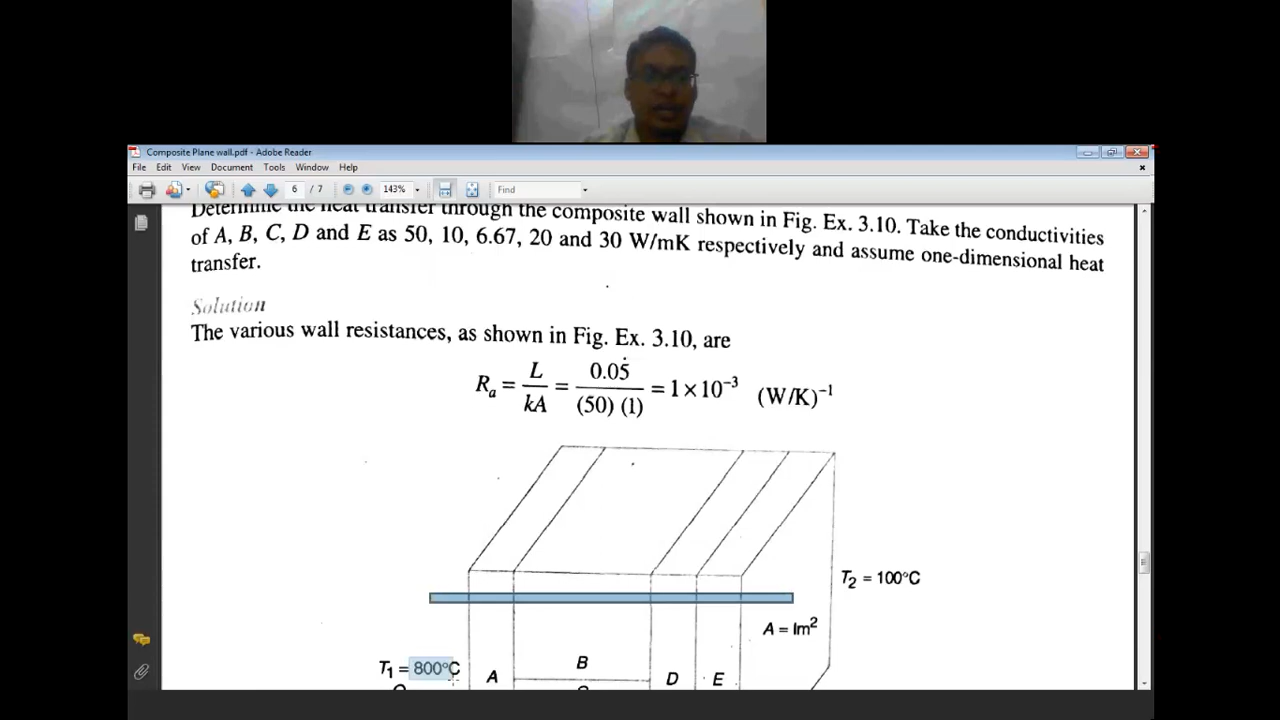 Composite Plane wall.pdf - Adobe Reader
File Edit View Document Tools Window Help
6 / 7 143% Find
Determine the heat transfer through the composite wall shown in Fig. Ex. 3.10. Take the conductivities
of A, B, C, D and E as 50, 10, 6.67, 20 and 30 W/mK respectively and assume one-dimensional heat
transfer.
Solution
The various wall resistances, as shown in Fig. Ex. 3.10, are
Rₐ = L/kA = 0.05/(50) (1) = 1 × 10⁻³ (W/K)⁻¹
T₂ = 100°C
A = lm²
T₁ = 800°C
A
B
D
E